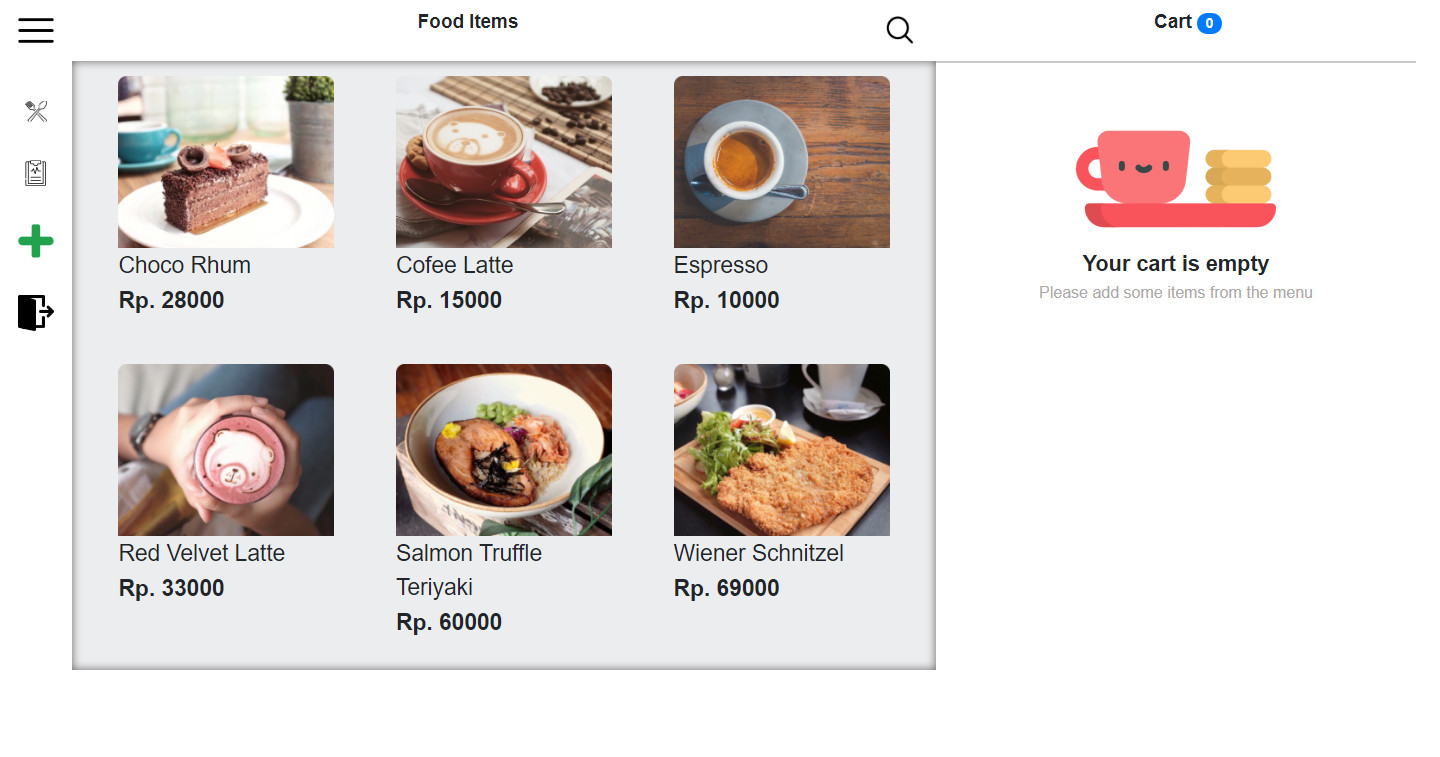 Food Items
Cart 0
Choco Rhum
Rp. 28000
Cofee Latte
Rp. 15000
Espresso
Rp. 10000
Your cart is empty
Please add some items from the menu
Red Velvet Latte
Rp. 33000
Salmon Truffle
Teriyaki
Rp. 60000
Wiener Schnitzel
Rp. 69000